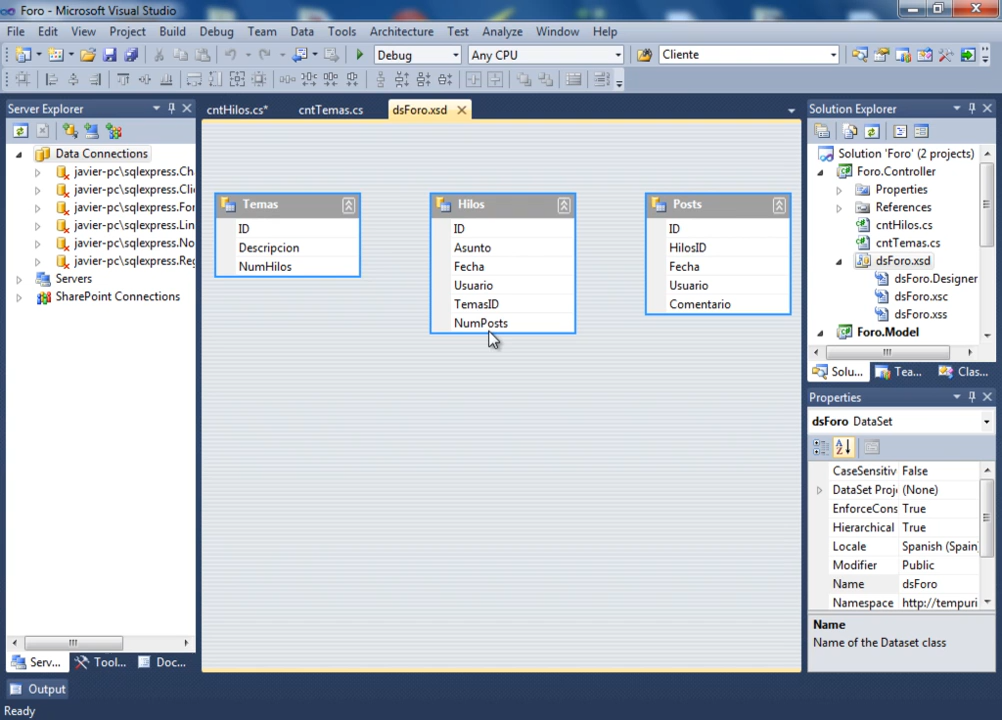 Foro - Microsoft Visual Studio
File Edit View Project Build Debug Team Data Tools Architecture Test Analyze Window Help
Debug Any CPU Cliente
Server Explorer
Data Connections
javier-pc\sqlexpress.Ch
javier-pc\sqlexpress.Cli
javier-pc\sqlexpress.For
javier-pc\sqlexpress.Lin
javier-pc\sqlexpress.No
javier-pc\sqlexpress.Reg
Servers
SharePoint Connections
Serv... Tool... Doc...
cntHilos.cs* cntTemas.cs dsForo.xsd
Temas
ID
Descripcion
NumHilos
Hilos
ID
Asunto
Fecha
Usuario
TemasID
NumPosts
Posts
ID
HilosID
Fecha
Usuario
Comentario
Solution Explorer
Solution 'Foro' (2 projects)
Foro.Controller
Properties
References
cntHilos.cs
cntTemas.cs
dsForo.xsd
dsForo.Designer
dsForo.xsc
dsForo.xss
Foro.Model
Solu... Tea... Clas...
Properties
dsForo DataSet
CaseSensitiv False
DataSet Proj (None)
EnforceCons True
Hierarchical True
Locale Spanish (Spain)
Modifier Public
Name dsForo
Namespace http://tempuri
Name
Name of the Dataset class
Output
Ready